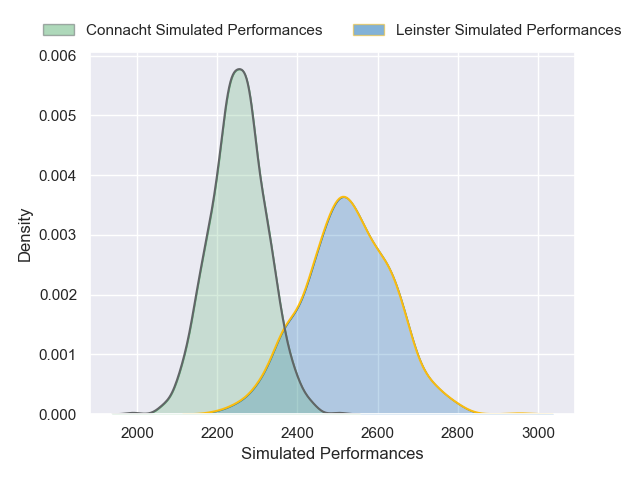 Connacht Simulated Performances Leinster Simulated Performances
0.006
0.005
0.004
0.003
0.002
0.001
0.000
Density
2000 2200 2400 2600 2800 3000
Simulated Performances